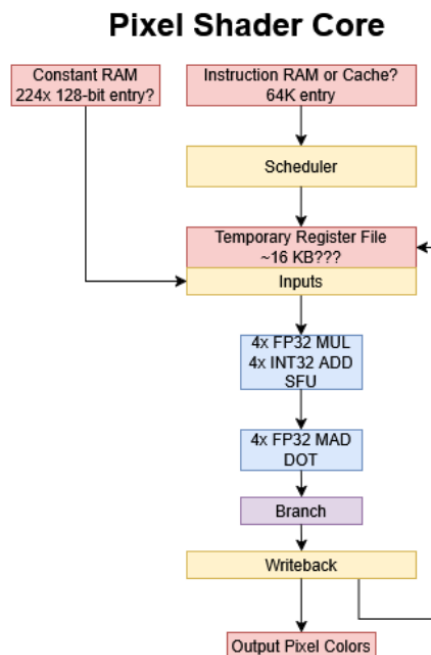 Pixel Shader Core
Constant RAM
224x 128-bit entry?
Instruction RAM or Cache?
64K entry
Scheduler
Temporary Register File
~16 KB???
Inputs
4x FP32 MUL
4x INT32 ADD
SFU
4x FP32 MAD
DOT
Branch
Writeback
Output Pixel Colors